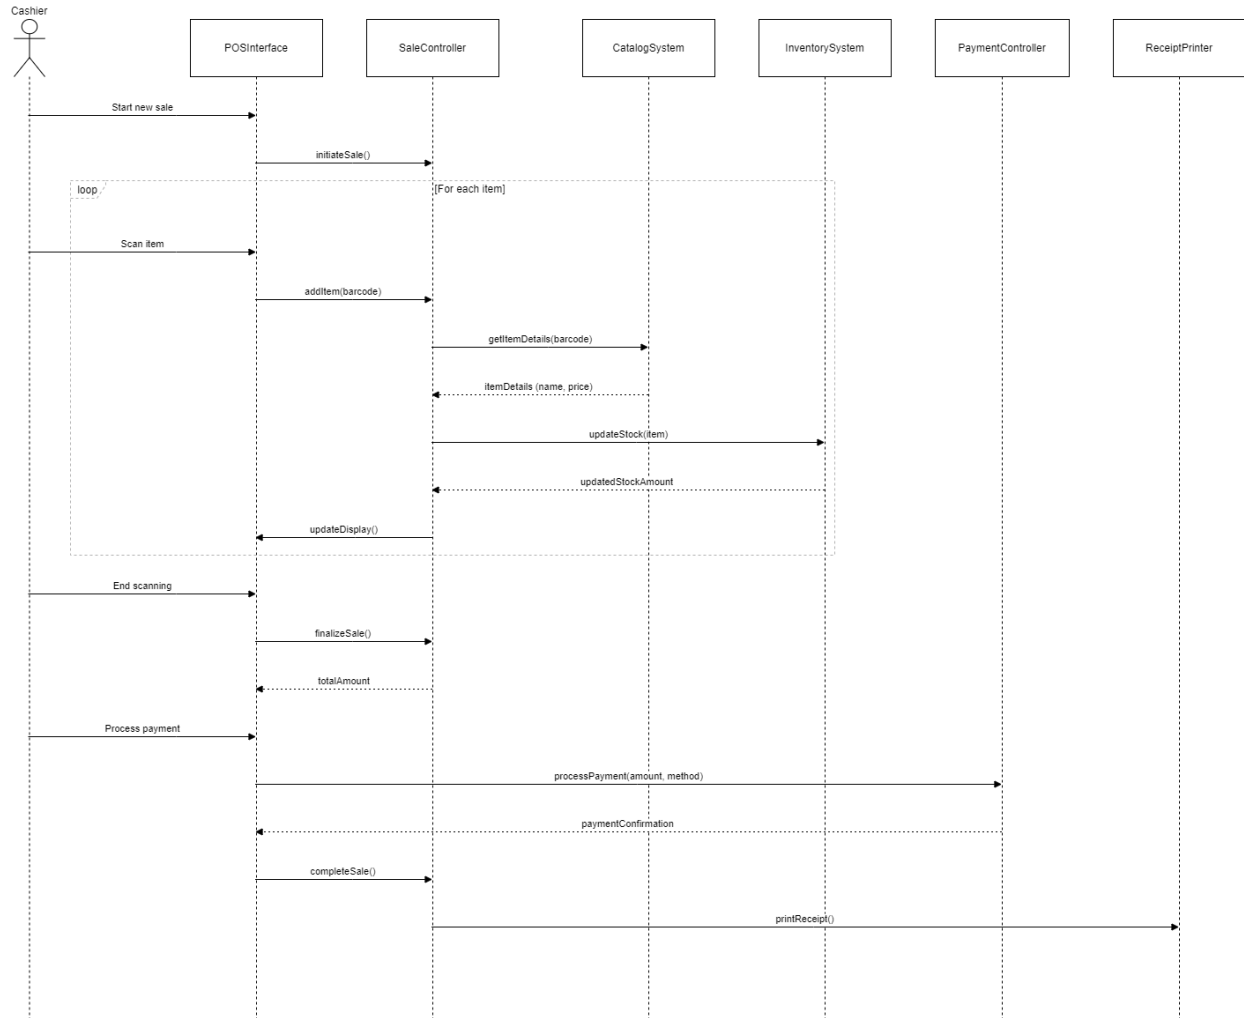 Cashier
POSInterface
SaleController
CatalogSystem
InventorySystem
PaymentController
ReceiptPrinter
Start new sale
initiateSale()
loop
[For each item]
Scan item
addItem(barcode)
getItemDetails(barcode)
itemDetails (name, price)
updateStock(item)
updatedStockAmount
updateDisplay()
End scanning
finalizeSale()
totalAmount
Process payment
processPayment(amount, method)
paymentConfirmation
completeSale()
printReceipt()